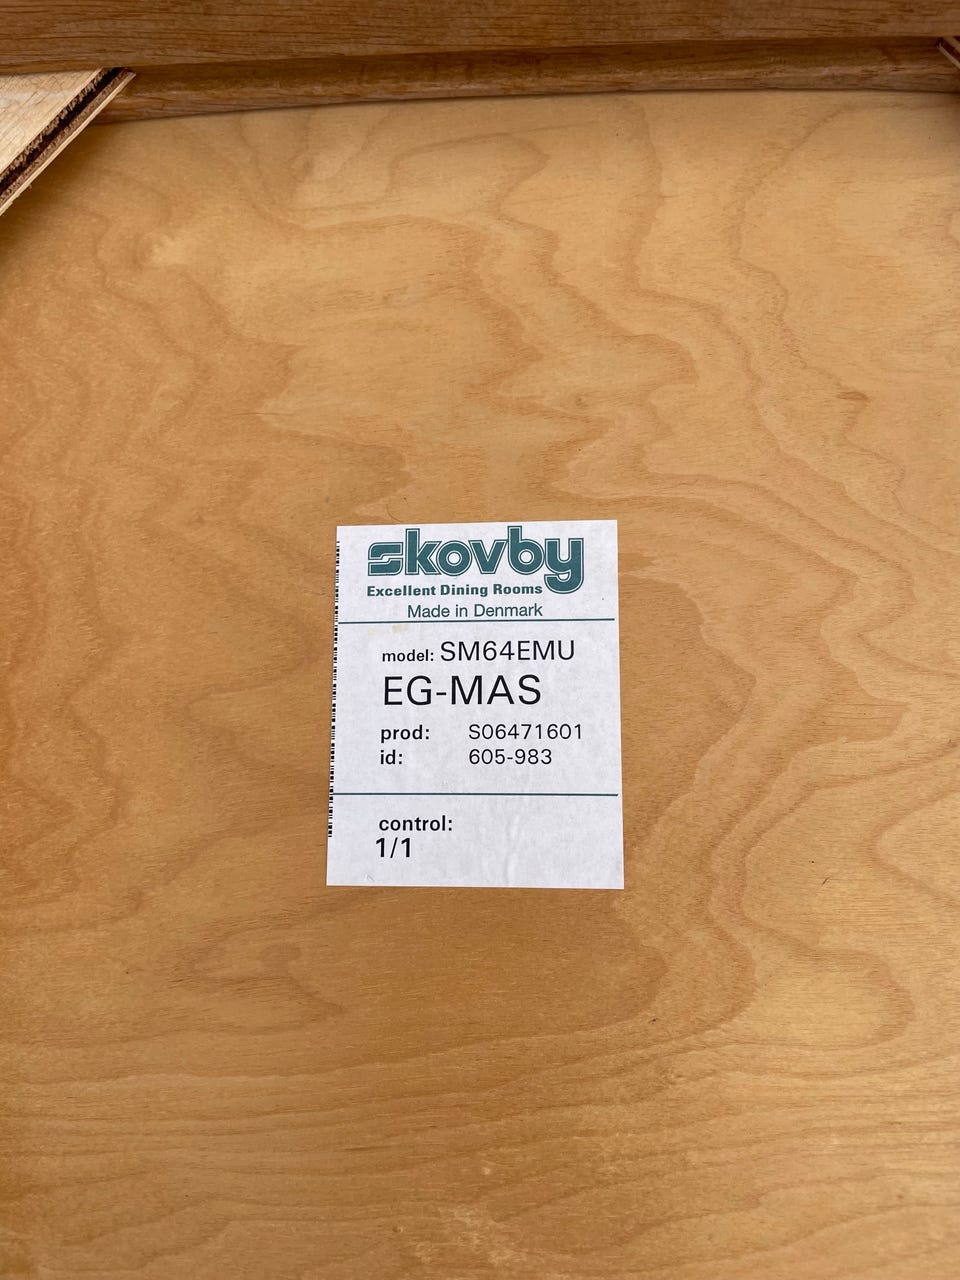 skovby
Excellent Dining Rooms
Made in Denmark
model: SM64EMU
EG-MAS
prod: S06471601
id: 605-983
control:
1/1